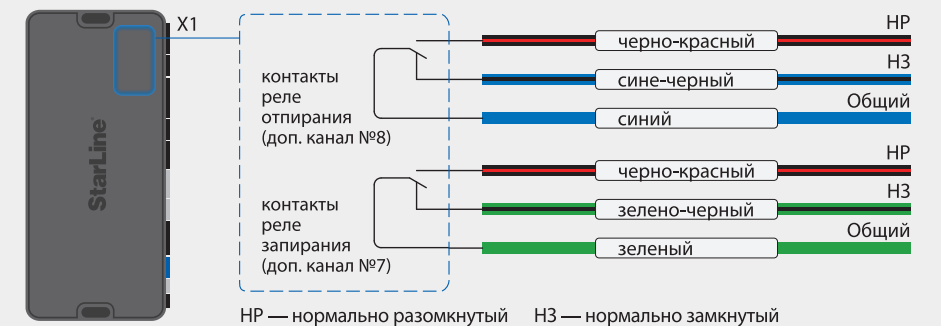 X1
StarLine
контакты
реле
отпирания
(доп. канал №8)
черно-красный
НР
сине-черный
НЗ
синий
Общий
контакты
реле
запирания
(доп. канал №7)
черно-красный
НР
зелено-черный
НЗ
зеленый
Общий
НР — нормально разомкнутый НЗ — нормально замкнутый